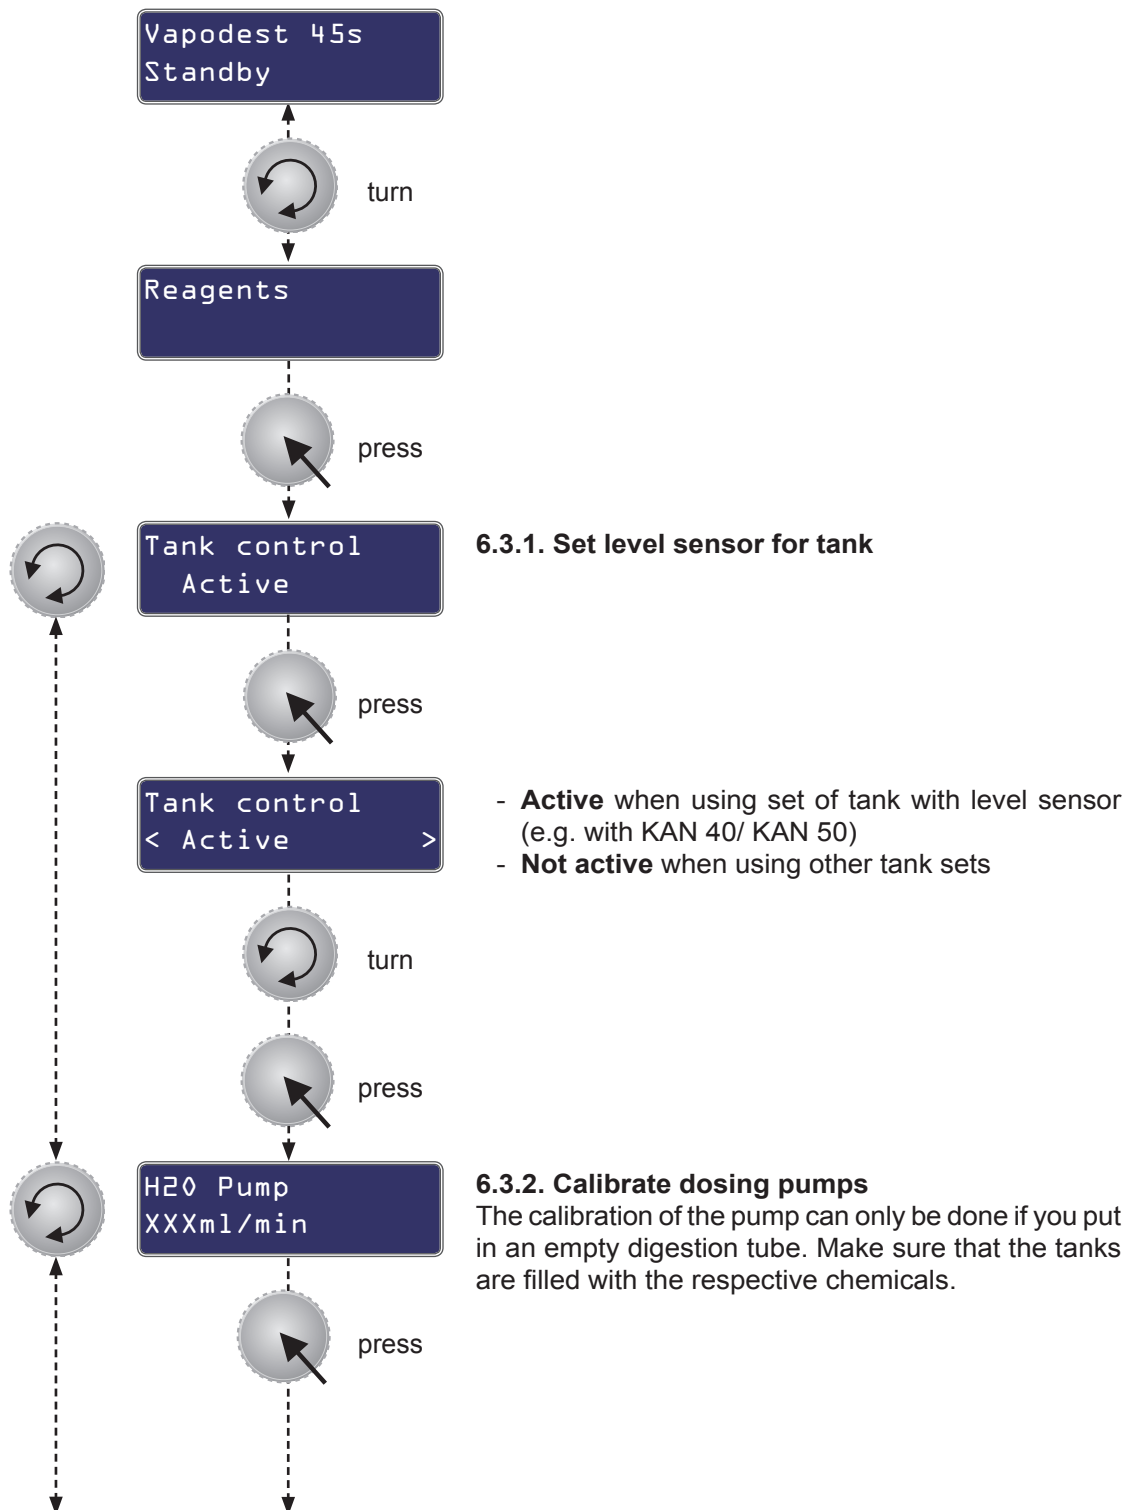 Vapodest 45s
Standby
turn
Reagents
press
Tank control
Active
6.3.1. Set level sensor for tank
press
Tank control
< Active >
- Active when using set of tank with level sensor
(e.g. with KAN 40/ KAN 50)
- Not active when using other tank sets
turn
press
H20 Pump
XXXml/min
6.3.2. Calibrate dosing pumps
The calibration of the pump can only be done if you put
in an empty digestion tube. Make sure that the tanks
are filled with the respective chemicals.
press